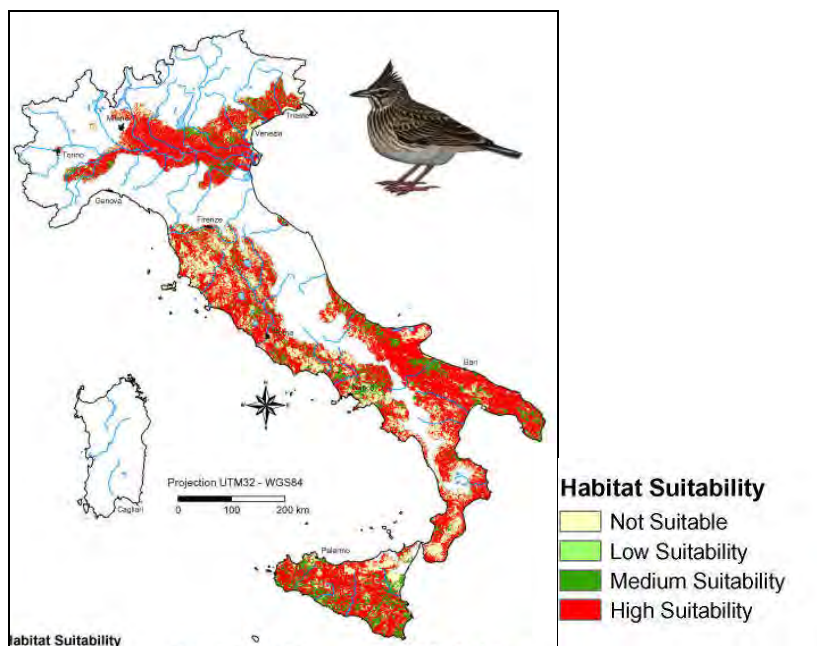 Milano
Trieste
Venezia
Torino
Genova
Firenze
Bari
N
Projection UTM32 - WGS84
0 100 200 km
Cagliari
Palermo
Habitat Suitability
Not Suitable
Low Suitability
Medium Suitability
High Suitability
abitat Suitability